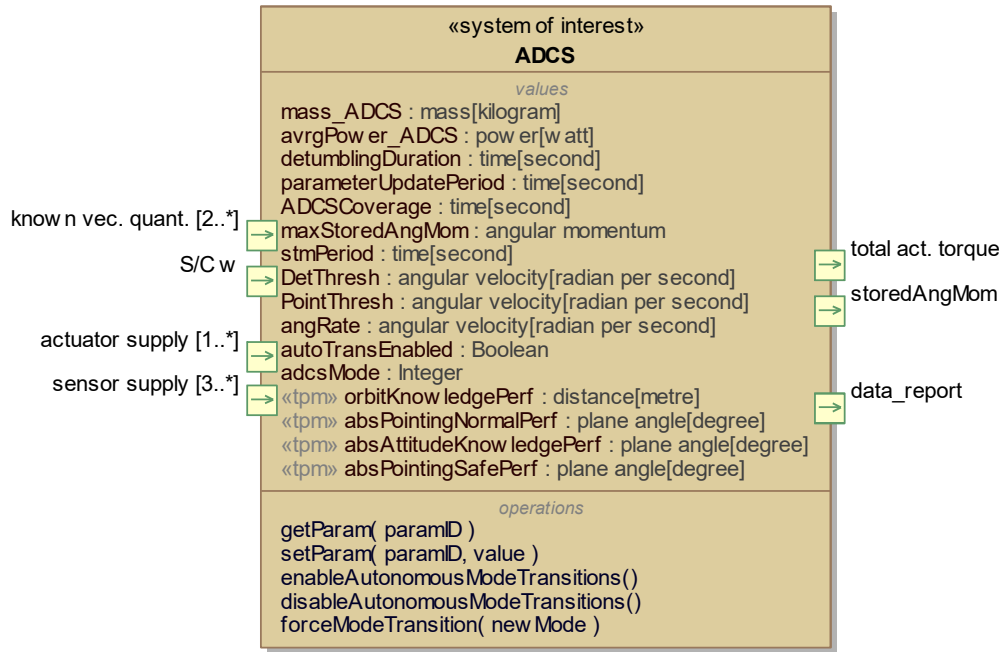 «system of interest»
ADCS
values
mass_ADCS : mass[kilogram]
avrgPower_ADCS : power[watt]
detumblingDuration : time[second]
parameterUpdatePeriod : time[second]
ADCSCoverage : time[second]
maxStoredAngMom : angular momentum
stmPeriod : time[second]
DetThresh : angular velocity[radian per second]
PointThresh : angular velocity[radian per second]
angRate : angular velocity[radian per second]
autoTransEnabled : Boolean
adcsMode : Integer
«tpm» orbitKnowledgePerf : distance[metre]
«tpm» absPointingNormalPerf : plane angle[degree]
«tpm» absAttitudeKnowledgePerf : plane angle[degree]
«tpm» absPointingSafePerf : plane angle[degree]
operations
getParam( paramID )
setParam( paramID, value )
enableAutonomousModeTransitions()
disableAutonomousModeTransitions()
forceModeTransition( newMode )
known vec. quant. [2..*]
S/C w
actuator supply [1..*]
sensor supply [3..*]
total act. torque
storedAngMom
data_report